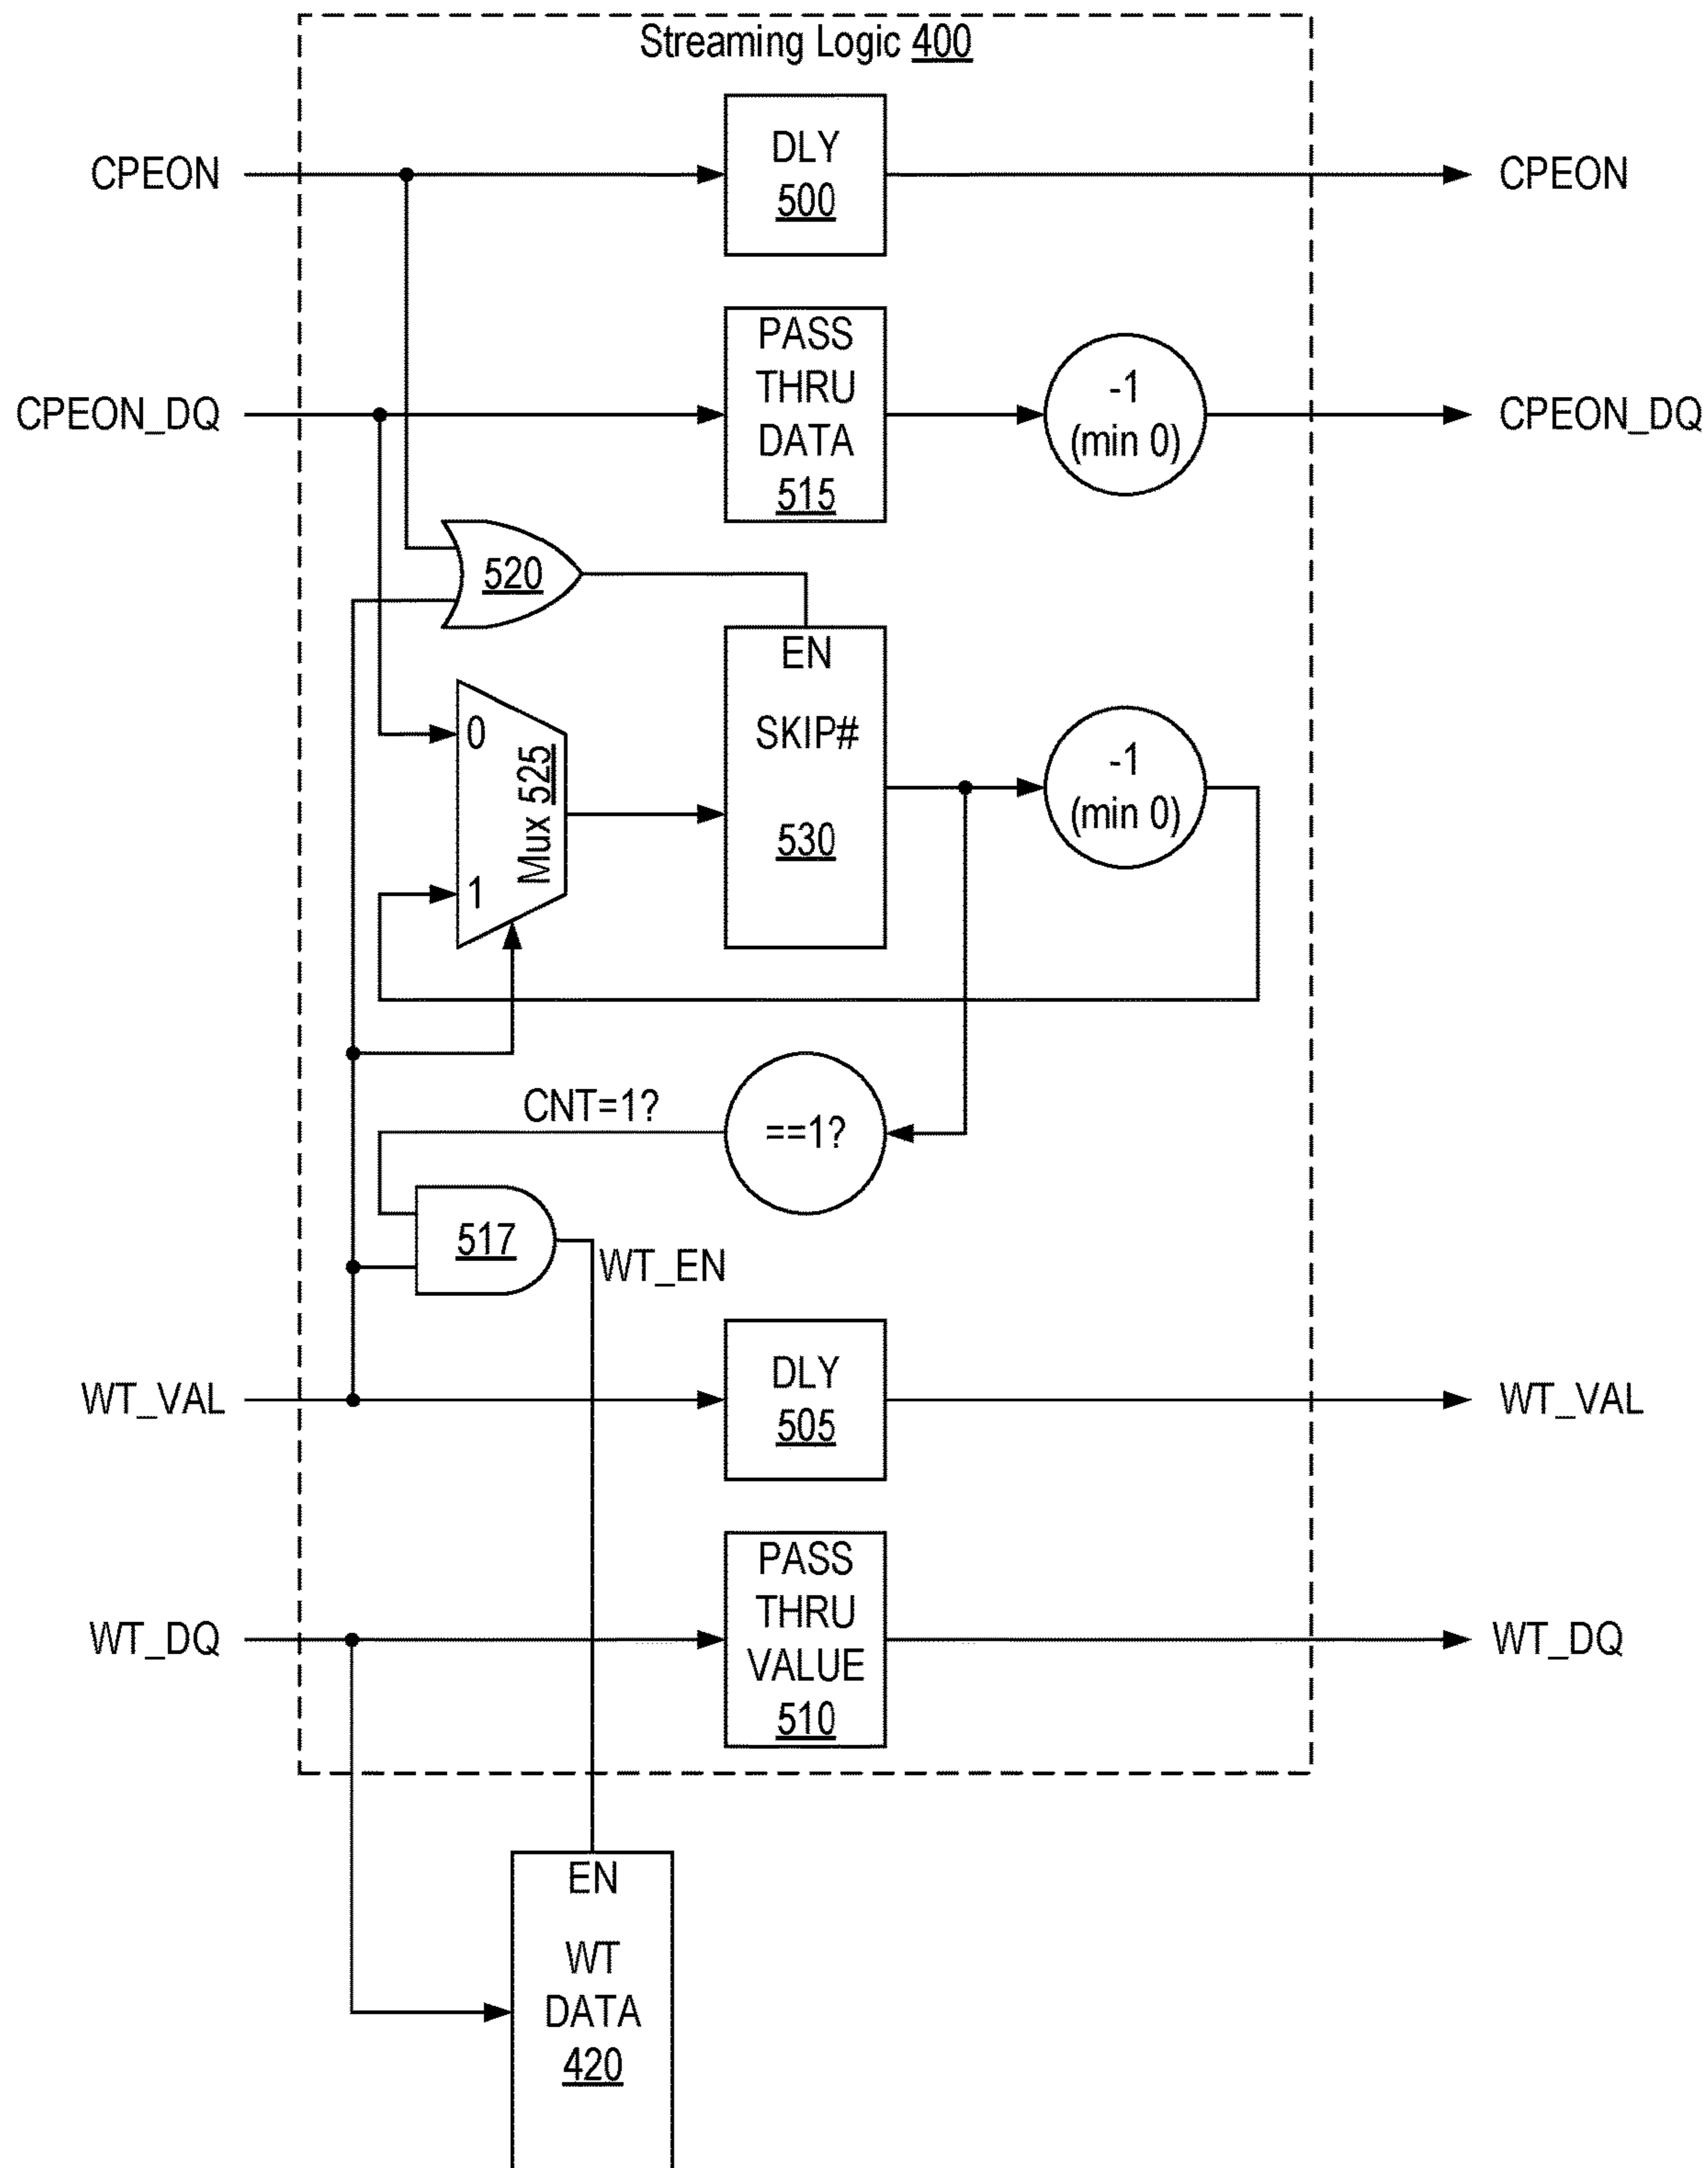 Streaming Logic 400
CPEON
DLY
500
CPEON
CPEON_DQ
PASS
THRU
DATA
515
-1
(min 0)
CPEON_DQ
520
EN
SKIP#
530
0
Mux 525
1
-1
(min 0)
CNT=1?
==1?
517
WT_EN
WT_VAL
DLY
505
WT_VAL
WT_DQ
PASS
THRU
VALUE
510
WT_DQ
EN
WT
DATA
420